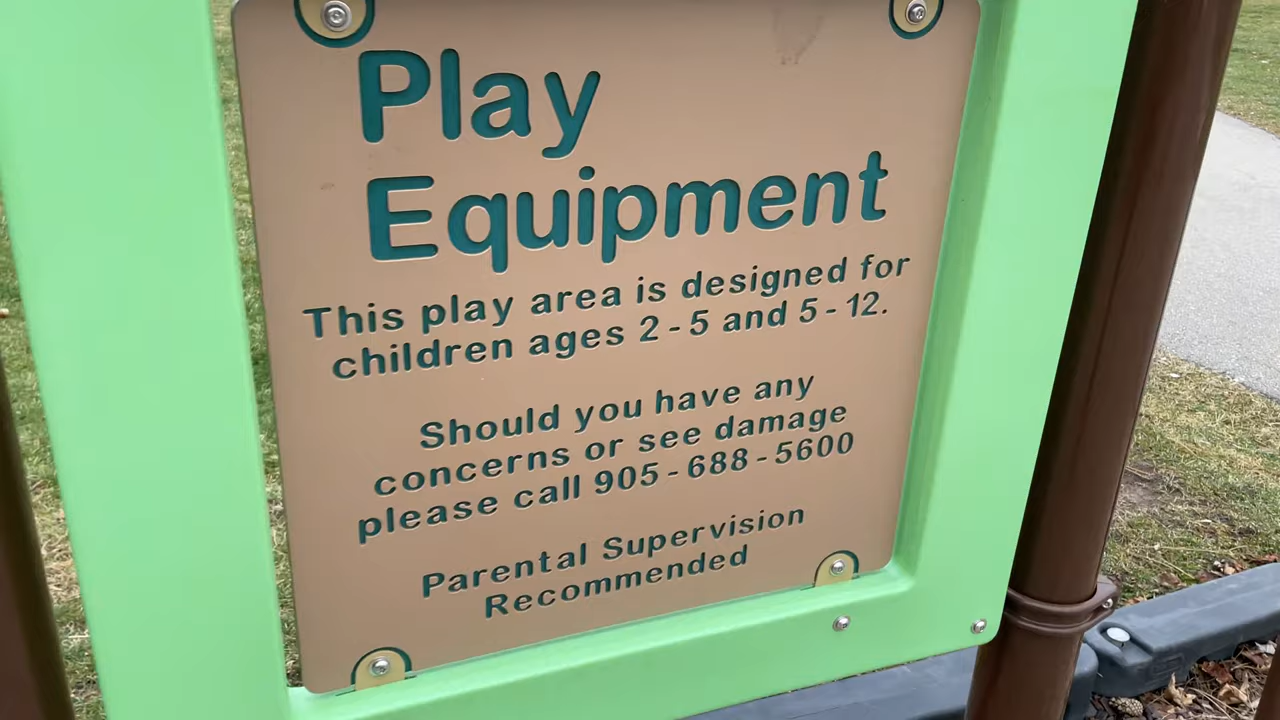 Play
Equipment
This play area is designed for
children ages 2 - 5 and 5 - 12.
Should you have any
concerns or see damage
please call 905 - 688 - 5600
Parental Supervision
Recommended